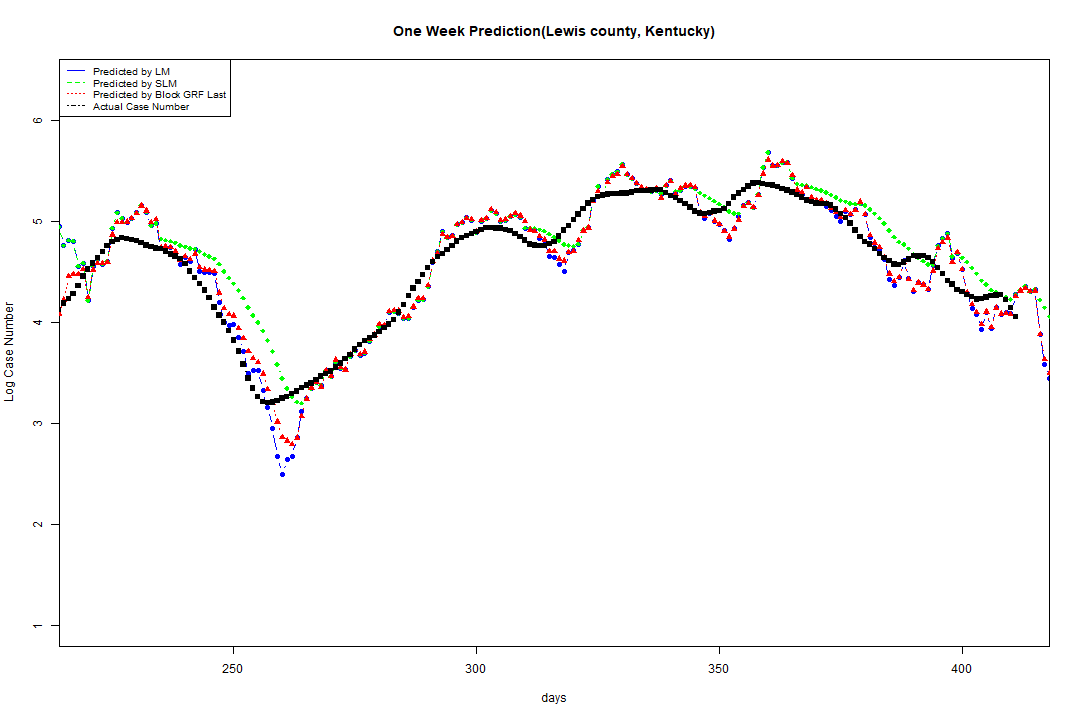 One Week Prediction(Lewis county, Kentucky)
Predicted by LM
Predicted by SLM
Predicted by Block GRF Last
Actual Case Number
6
5
4
3
2
1
Log Case Number
250
300
350
400
days